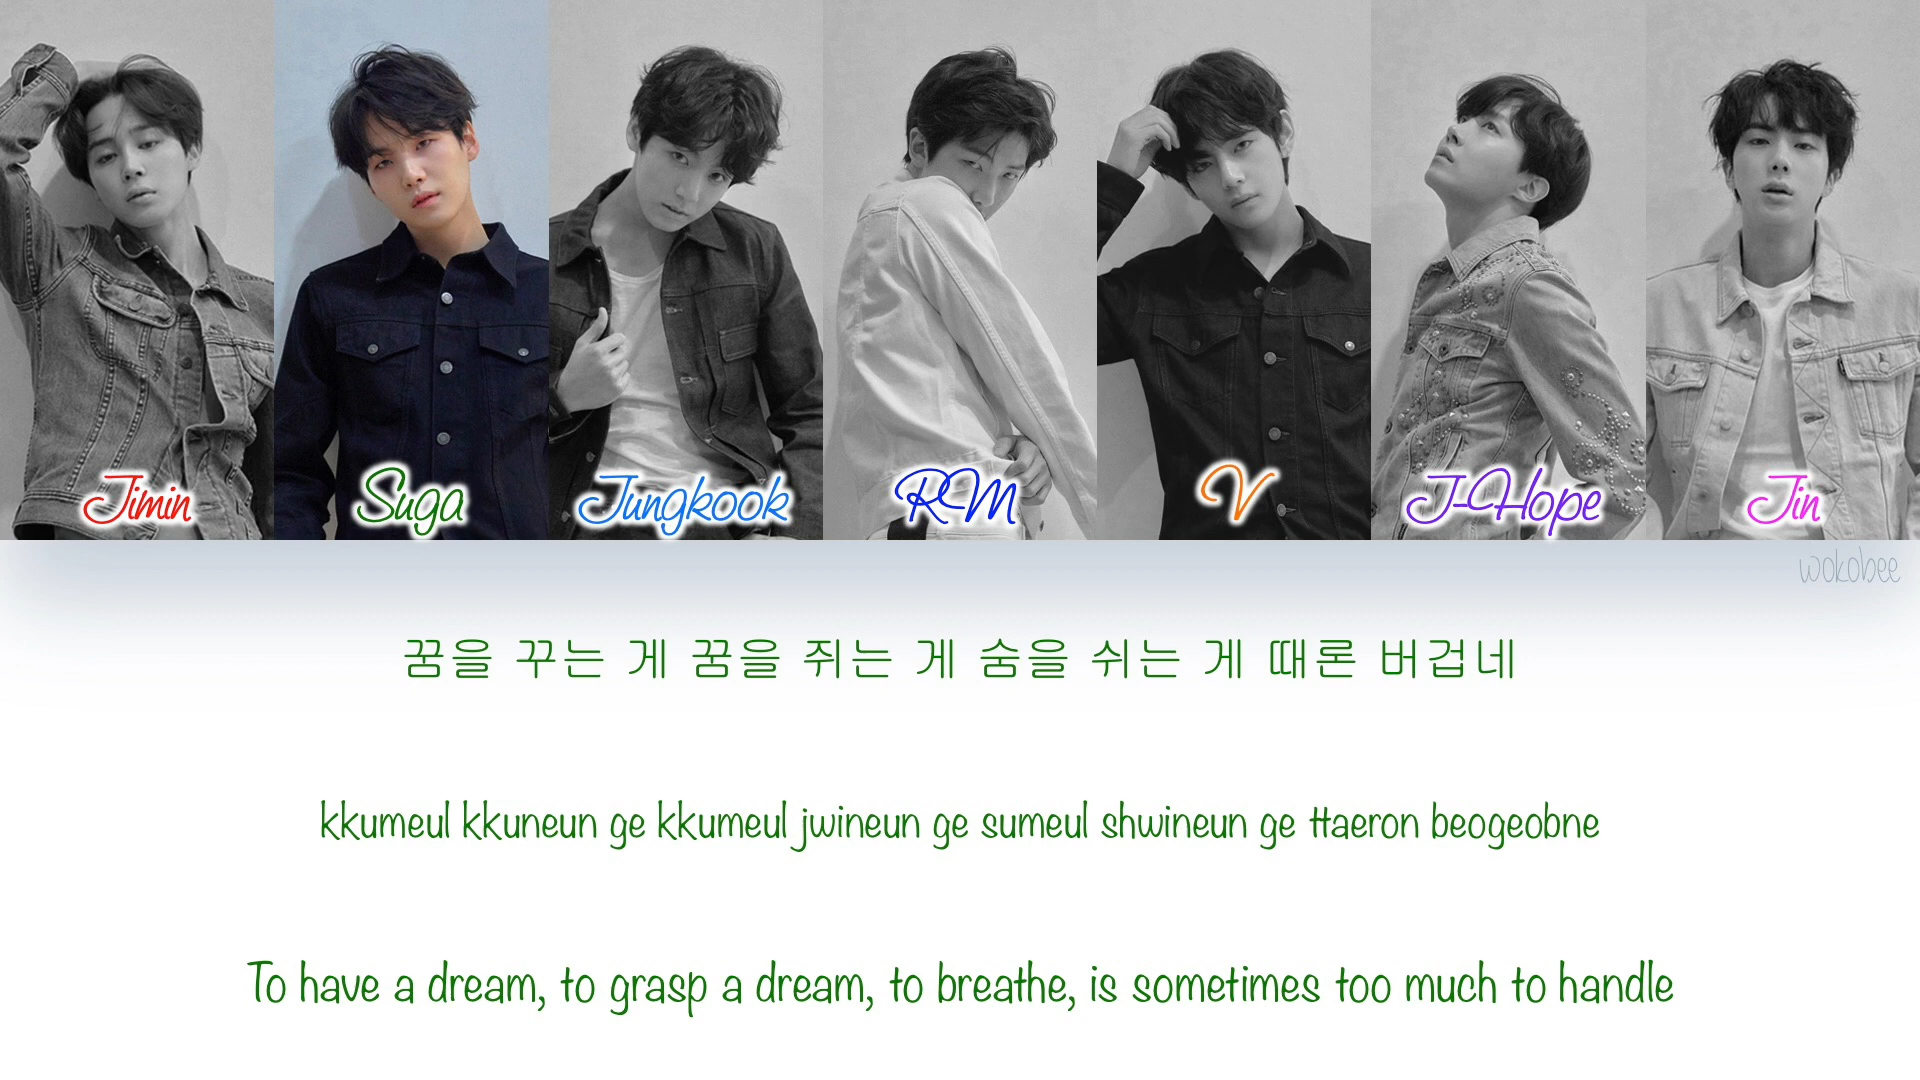 Jimin Suga Jungkook RM V J-Hope Jin
wokobee
꿈을 꾸는 게 꿈을 쥐는 게 숨을 쉬는 게 때론 버겁네
kkumeul kkuneun ge kkumeul jwineun ge sumeul shwineun ge ttaeron beogeobne
To have a dream, to grasp a dream, to breathe, is sometimes too much to handle